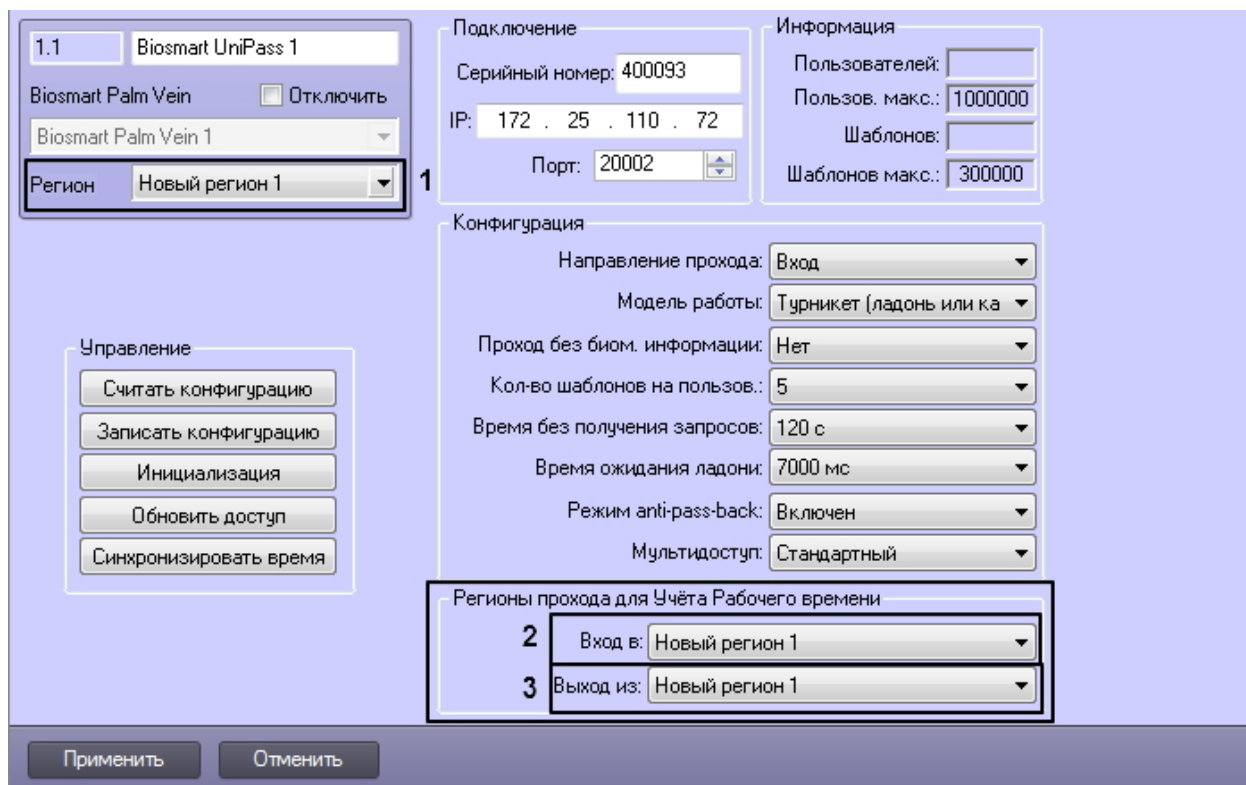 1.1 Biosmart UniPass 1
Biosmart Palm Vein Отключить
Biosmart Palm Vein 1
Регион Новый регион 1
1
Подключение
Серийный номер: 400093
IP: 172 . 25 . 110 . 72
Порт: 20002
Информация
Пользователей:
Пользов. макс.: 1000000
Шаблонов:
Шаблонов макс.: 300000
Конфигурация
Направление прохода: Вход
Модель работы: Турникет (ладонь или ка
Проход без биом. информации: Нет
Кол-во шаблонов на пользов.: 5
Время без получения запросов: 120 с
Время ожидания ладони: 7000 мс
Режим anti-pass-back: Включен
Мультидоступ: Стандартный
Управление
Считать конфигурацию
Записать конфигурацию
Инициализация
Обновить доступ
Синхронизировать время
Регионы прохода для Учёта Рабочего времени
2 Вход в: Новый регион 1
3 Выход из: Новый регион 1
Применить Отменить